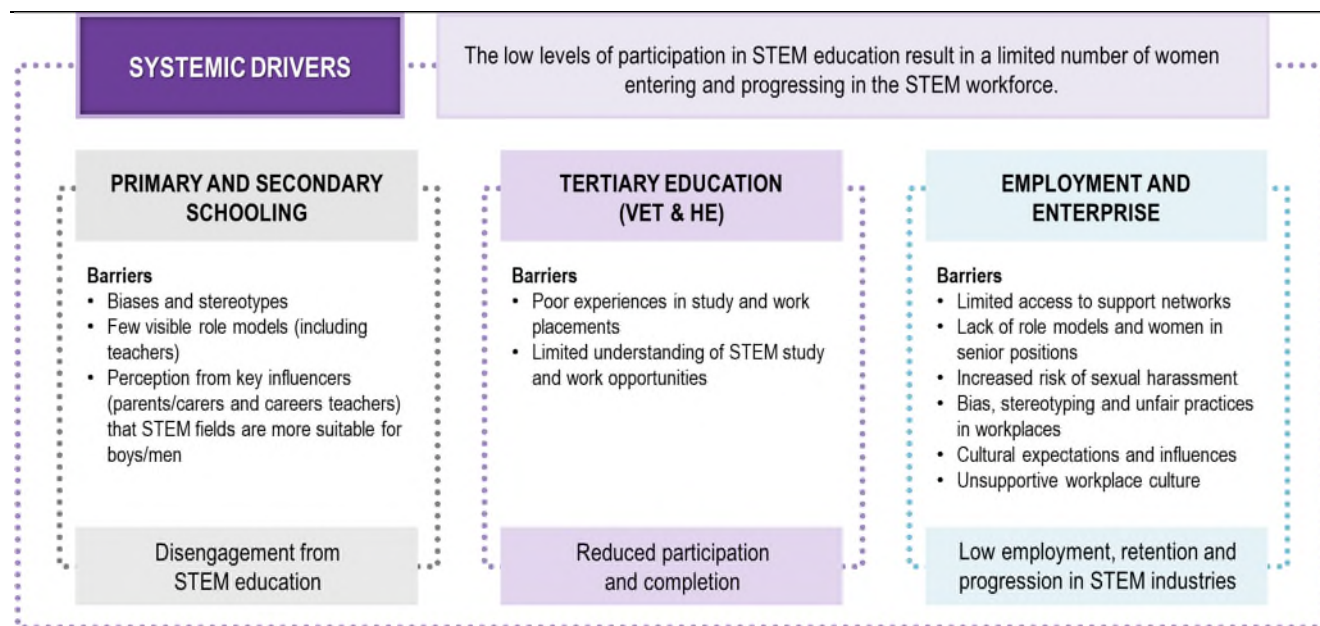 SYSTEMIC DRIVERS
The low levels of participation in STEM education result in a limited number of women
entering and progressing in the STEM workforce.
PRIMARY AND SECONDARY
SCHOOLING
Barriers
• Biases and stereotypes
• Few visible role models (including
teachers)
• Perception from key influencers
(parents/carers and careers teachers)
that STEM fields are more suitable for
boys/men
Disengagement from
STEM education
TERTIARY EDUCATION
(VET & HE)
Barriers
• Poor experiences in study and work
placements
• Limited understanding of STEM study
and work opportunities
Reduced participation
and completion
EMPLOYMENT AND
ENTERPRISE
Barriers
• Limited access to support networks
• Lack of role models and women in
senior positions
• Increased risk of sexual harassment
• Bias, stereotyping and unfair practices
in workplaces
• Cultural expectations and influences
• Unsupportive workplace culture
Low employment, retention and
progression in STEM industries